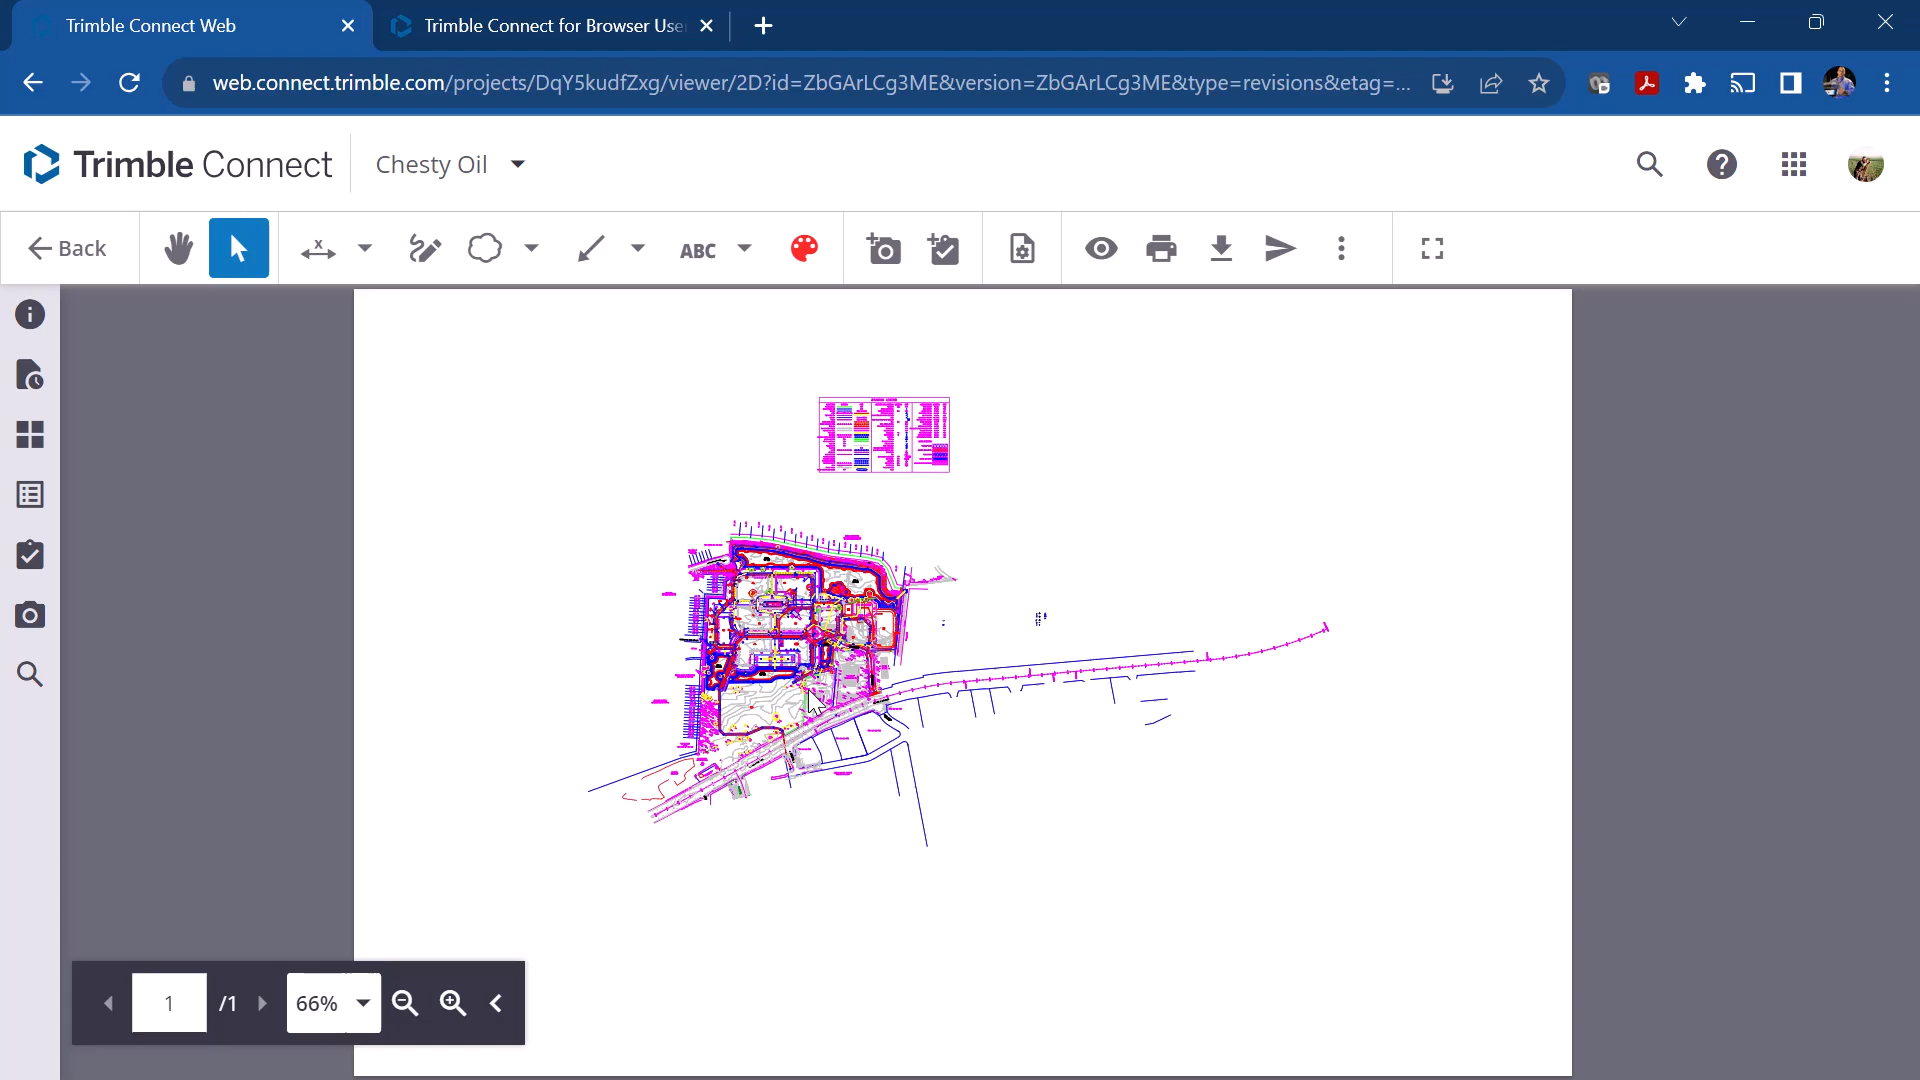 Trimble Connect Web
Trimble Connect for Browser Use
web.connect.trimble.com/projects/DqY5kudfZxg/viewer/2D?id=ZbGArLCg3ME&version=ZbGArLCg3ME&type=revisions&etag=...
Trimble Connect
Chesty Oil
Back
x
ABC
1
/1
66%